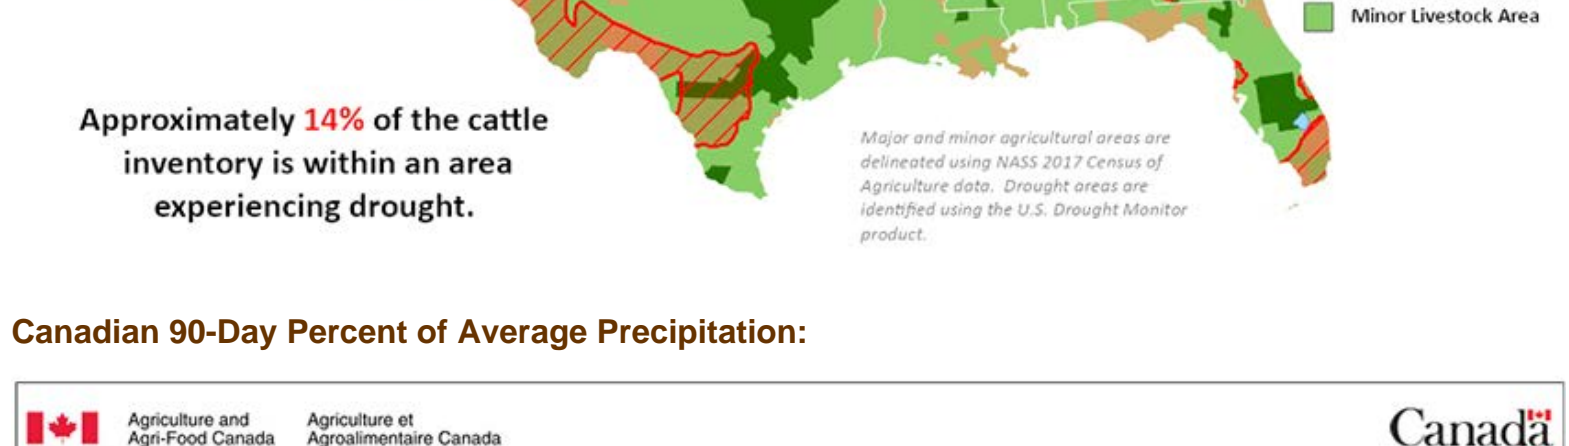 Minor Livestock Area
Approximately 14% of the cattle
inventory is within an area
experiencing drought.
Major and minor agricultural areas are
delineated using NASS 2017 Census of
Agriculture data. Drought areas are
identified using the U.S. Drought Monitor
product.
Canadian 90-Day Percent of Average Precipitation:
Agriculture and
Agri-Food Canada
Agriculture et
Agroalimentaire Canada
Canada